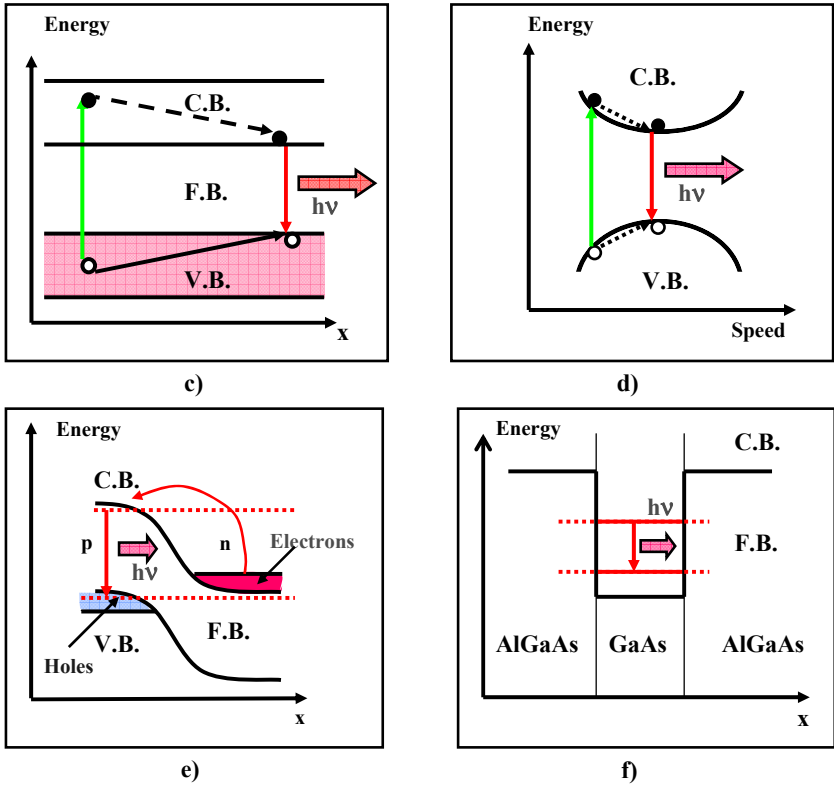 Energy
C.B.
F.B.
hν
V.B.
x
c)
Energy
C.B.
hν
V.B.
Speed
d)
Energy
C.B.
p
n
Electrons
hν
V.B.
F.B.
Holes
x
e)
Energy
C.B.
hν
F.B.
AlGaAs
GaAs
AlGaAs
x
f)